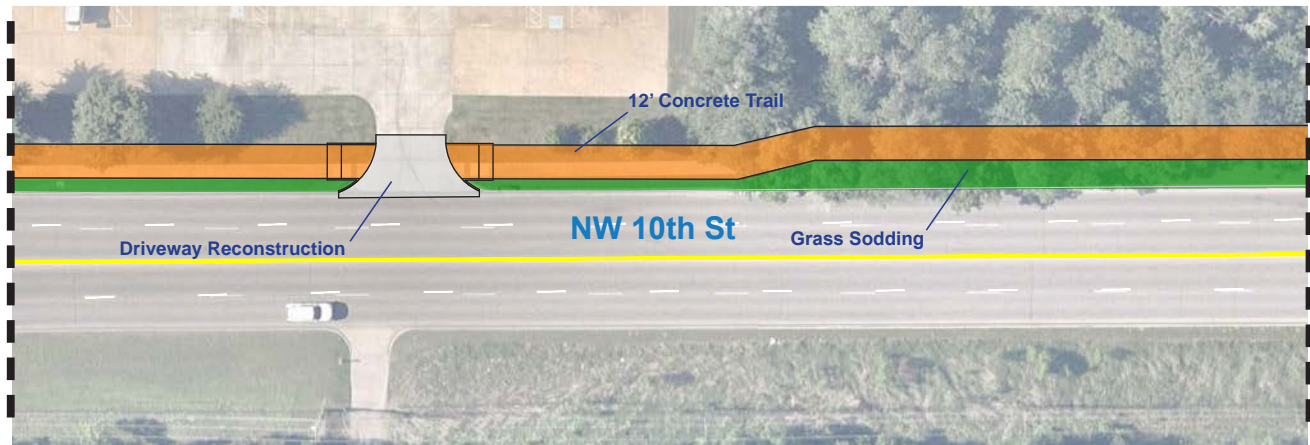 12’ Concrete Trail
NW 10th St
Driveway Reconstruction
Grass Sodding